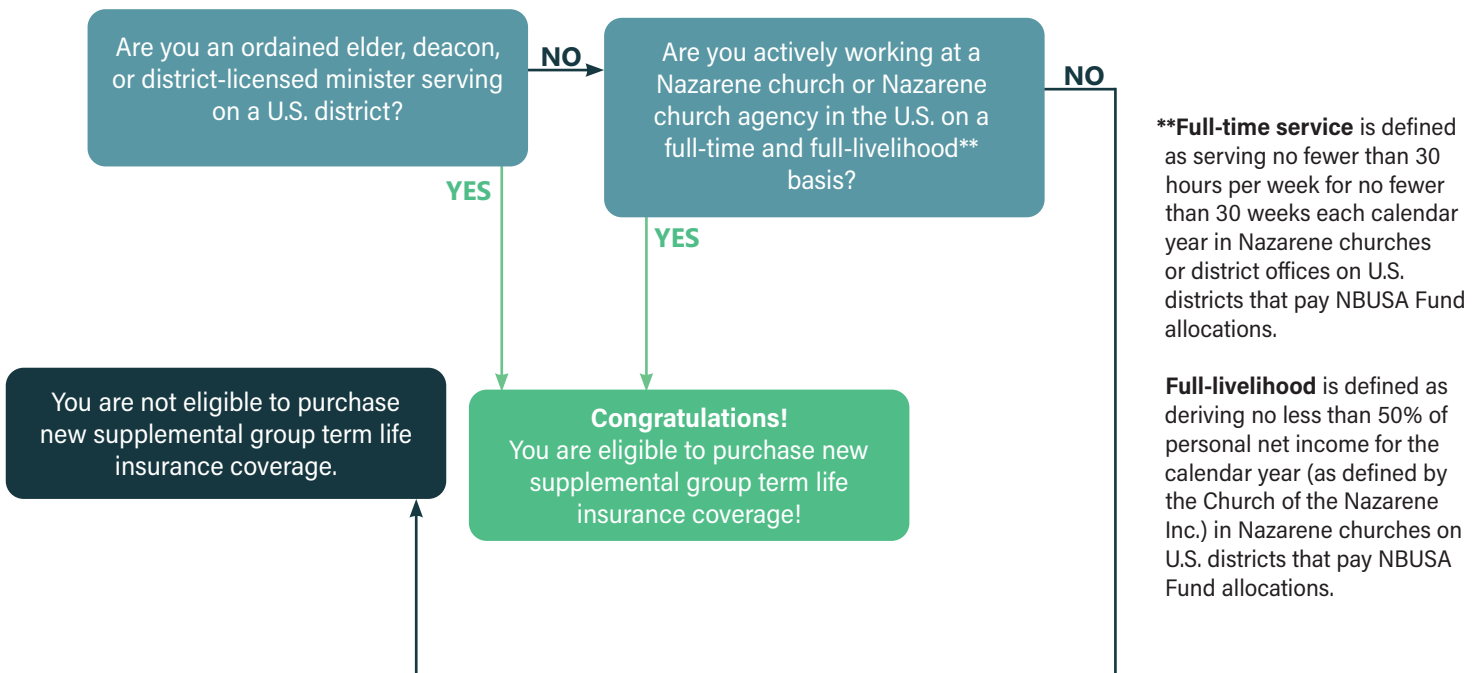 Are you an ordained elder, deacon,
or district-licensed minister serving
on a U.S. district?
NO
Are you actively working at a
Nazarene church or Nazarene
church agency in the U.S. on a
full-time and full-livelihood**
basis?
NO
YES
YES
You are not eligible to purchase
new supplemental group term life
insurance coverage.
Congratulations!
You are eligible to purchase new
supplemental group term life
insurance coverage!
**Full-time service is defined
as serving no fewer than 30
hours per week for no fewer
than 30 weeks each calendar
year in Nazarene churches
or district offices on U.S.
districts that pay NBUSA Fund
allocations.
Full-livelihood is defined as
deriving no less than 50% of
personal net income for the
calendar year (as defined by
the Church of the Nazarene
Inc.) in Nazarene churches on
U.S. districts that pay NBUSA
Fund allocations.